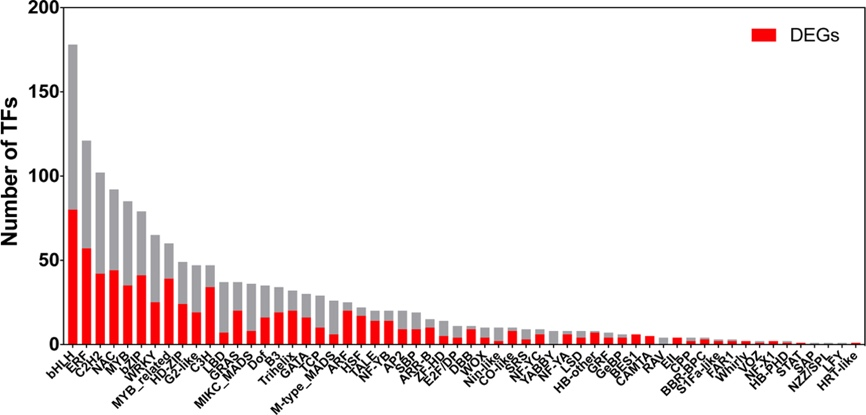 200
DEGs
150
Number of TFs
100
50
0
bHLH
ERF
C2H2
NAC
MYB
bZIP
WRKY
MYB_related
HD-ZIP
G2-like
C3H
LBD
GRAS
MIKC_MADS
Dof
B3
Trihelix
GATA
TCP
M-type_MADS
ARF
HSF
TALE
NF-YB
AP2
SBP
ARR-B
ZF-HD
E2F/DP
DBB
WOX
Nin-like
CO-like
SRS
NF-YC
YABBY
NF-YA
LSD
HB-other
GRF
GeBP
BES1
CAMTA
RAV
EIL
CPP
BBR-BPC
S1Fa-like
NF-X1
HB-PHD
STAT
SAP
NZZ/SPL
LFY
HRT-like